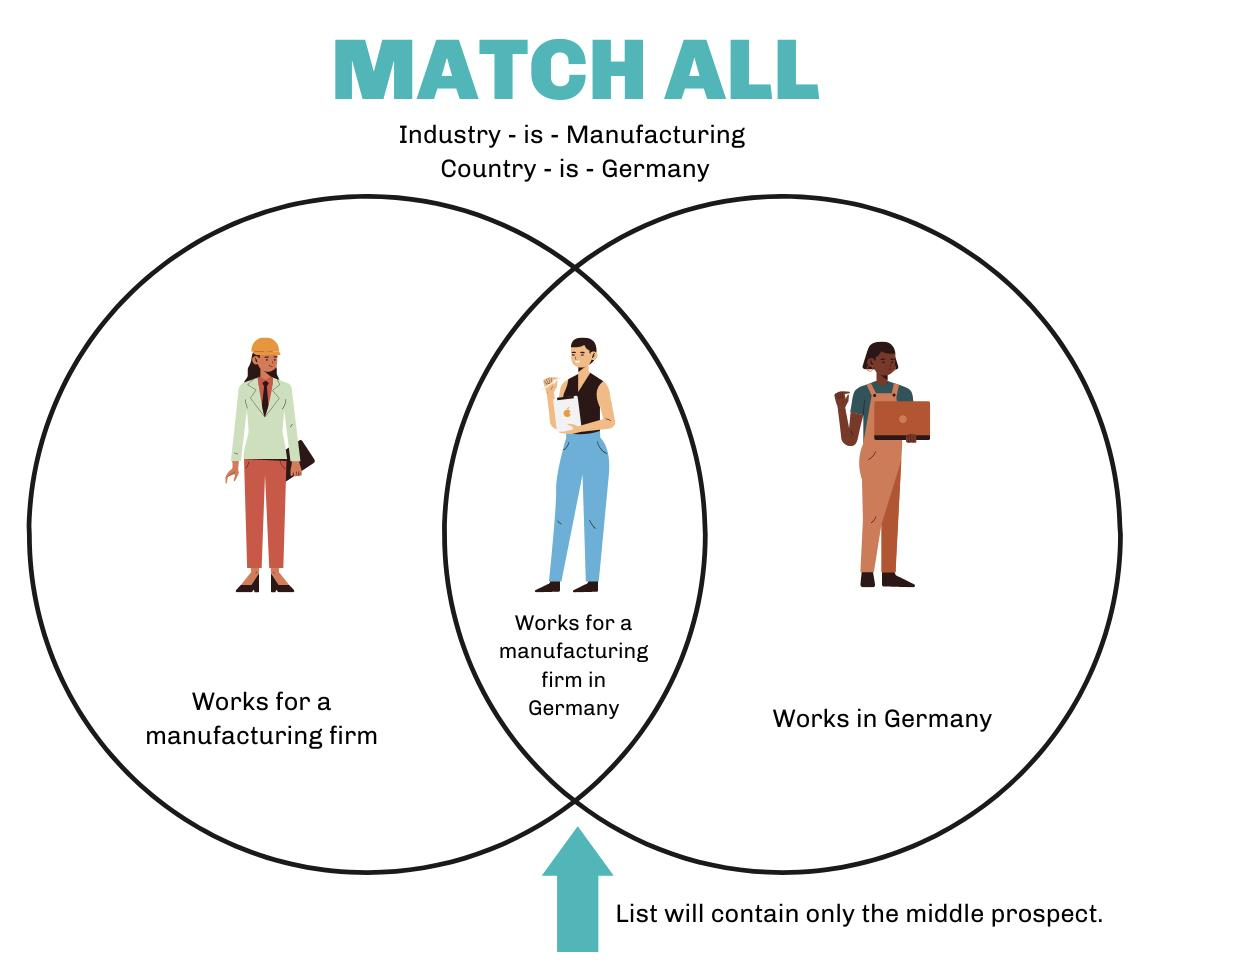 MATCH ALL
Industry - is - Manufacturing
Country - is - Germany
Works for a
manufacturing firm
Works for a
manufacturing
firm in
Germany
Works in Germany
List will contain only the middle prospect.